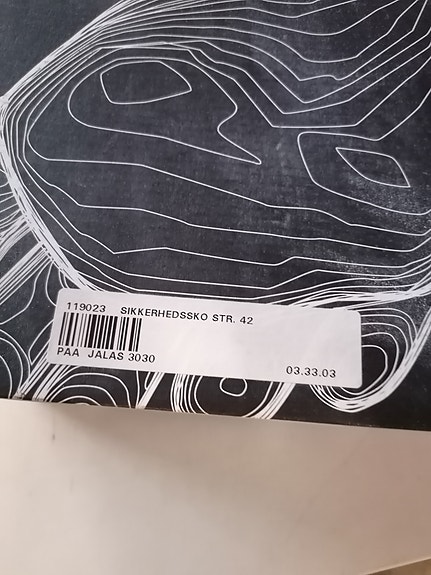 119023 SIKKERHEDSSKO STR. 42
PAA JALAS 3030
03.33.03